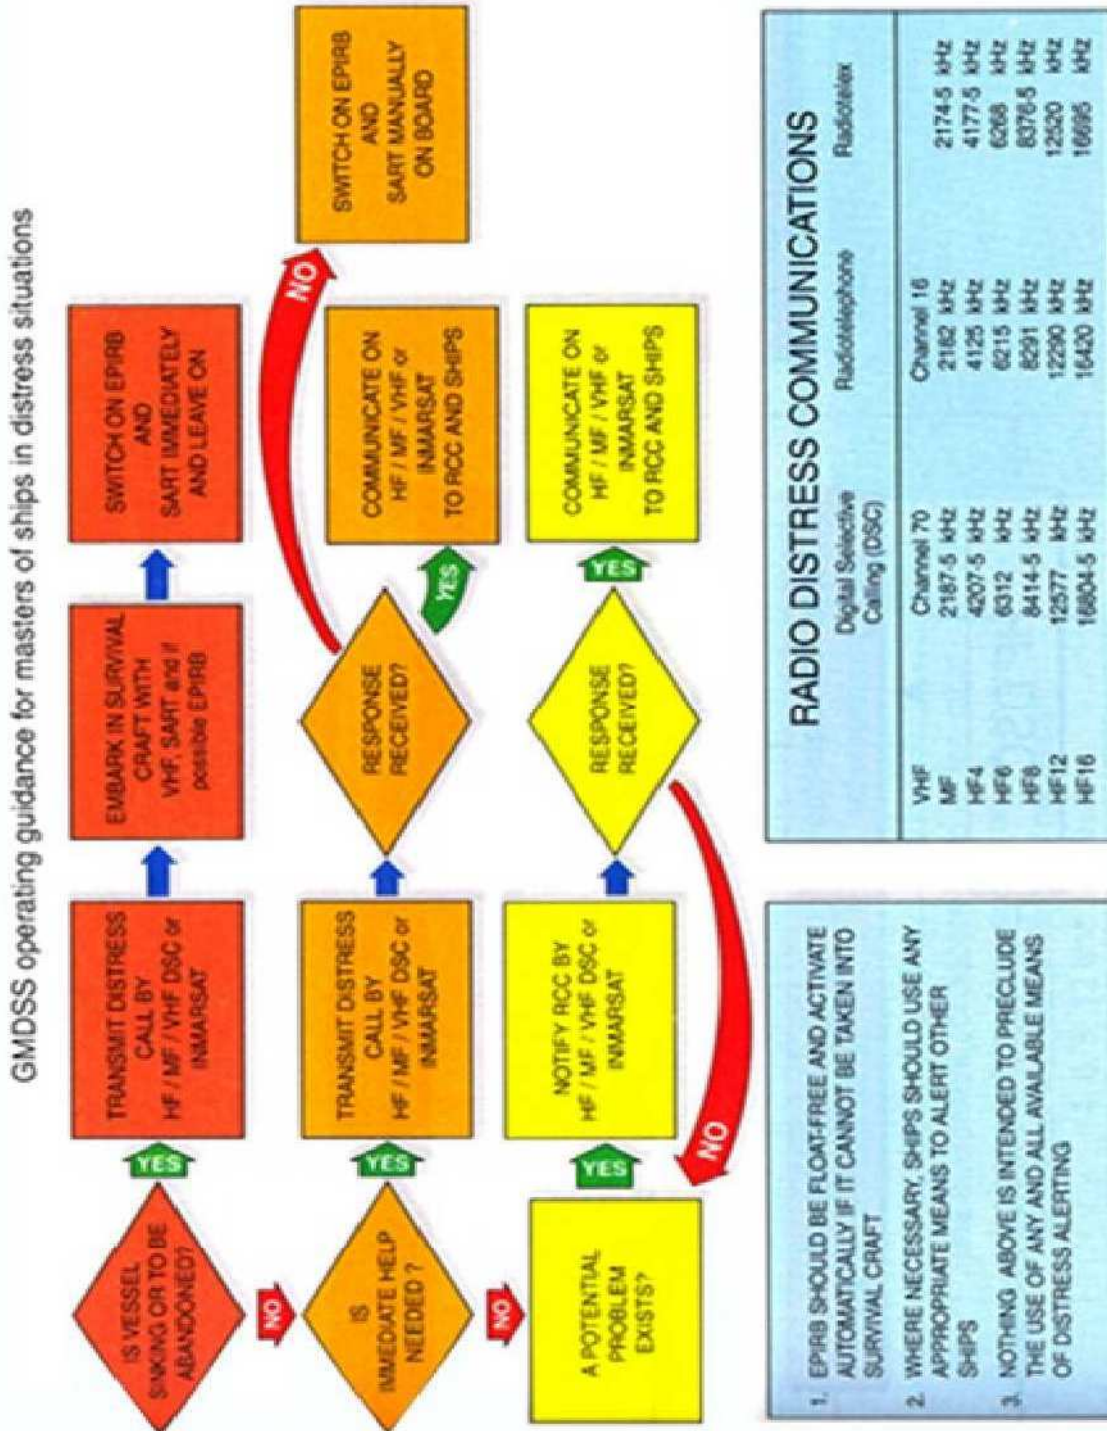 GMDSS operating guidance for masters of ships in distress situations
IS VESSEL
SINKING OR TO BE
ABANDONED?
YES
TRANSMIT DISTRESS
CALL BY
HF / MF / VHF DSC or
INMARSAT
EMBARK IN SURVIVAL
CRAFT WITH
VHF, SART and if
possible EPIRB
SWITCH ON EPIRB
AND
SART IMMEDIATELY
AND LEAVE ON
NO
IS
IMMEDIATE HELP
NEEDED ?
YES
TRANSMIT DISTRESS
CALL BY
HF / MF / VHF DSC or
INMARSAT
RESPONSE
RECEIVED?
YES
COMMUNICATE ON
HF / MF / VHF or
INMARSAT
TO RCC AND SHIPS
NO
SWITCH ON EPIRB
AND
SART MANUALLY
ON BOARD
NO
A POTENTIAL
PROBLEM
EXISTS?
YES
NOTIFY RCC BY
HF / MF / VHF DSC or
INMARSAT
RESPONSE
RECEIVED?
YES
COMMUNICATE ON
HF / MF / VHF or
INMARSAT
TO RCC AND SHIPS
NO
1. EPIRB SHOULD BE FLOAT-FREE AND ACTIVATE
AUTOMATICALLY IF IT CANNOT BE TAKEN INTO
SURVIVAL CRAFT
2. WHERE NECESSARY, SHIPS SHOULD USE ANY
APPROPRIATE MEANS TO ALERT OTHER
SHIPS
3. NOTHING ABOVE IS INTENDED TO PRECLUDE
THE USE OF ANY AND ALL AVAILABLE MEANS
OF DISTRESS ALERTING
RADIO DISTRESS COMMUNICATIONS
Digital Selective Radiotelephone Radiotelex
Calling (DSC)
VHF Channel 70 Channel 16
MF 2187·5 kHz 2182 kHz 2174·5 kHz
HF4 4207·5 kHz 4125 kHz 4177·5 kHz
HF6 6312 kHz 6215 kHz 6268 kHz
HF8 8414·5 kHz 8291 kHz 8376·5 kHz
HF12 12577 kHz 12290 kHz 12520 kHz
HF16 16804·5 kHz 16420 kHz 16695 kHz